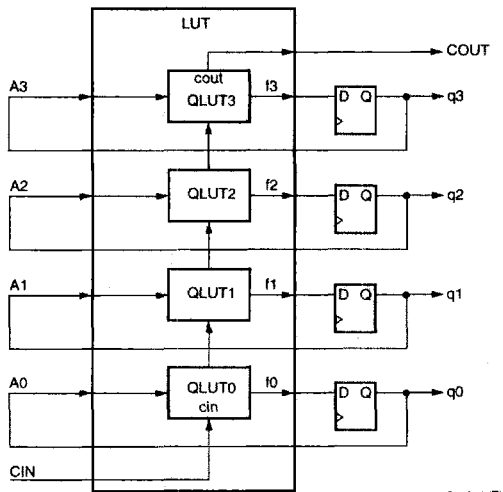 LUT
COUT
cout
A3 QLUT3 f3 D Q q3
A2 QLUT2 f2 D Q q2
A1 QLUT1 f1 D Q q1
A0 QLUT0 f0 D Q q0
cin
CIN